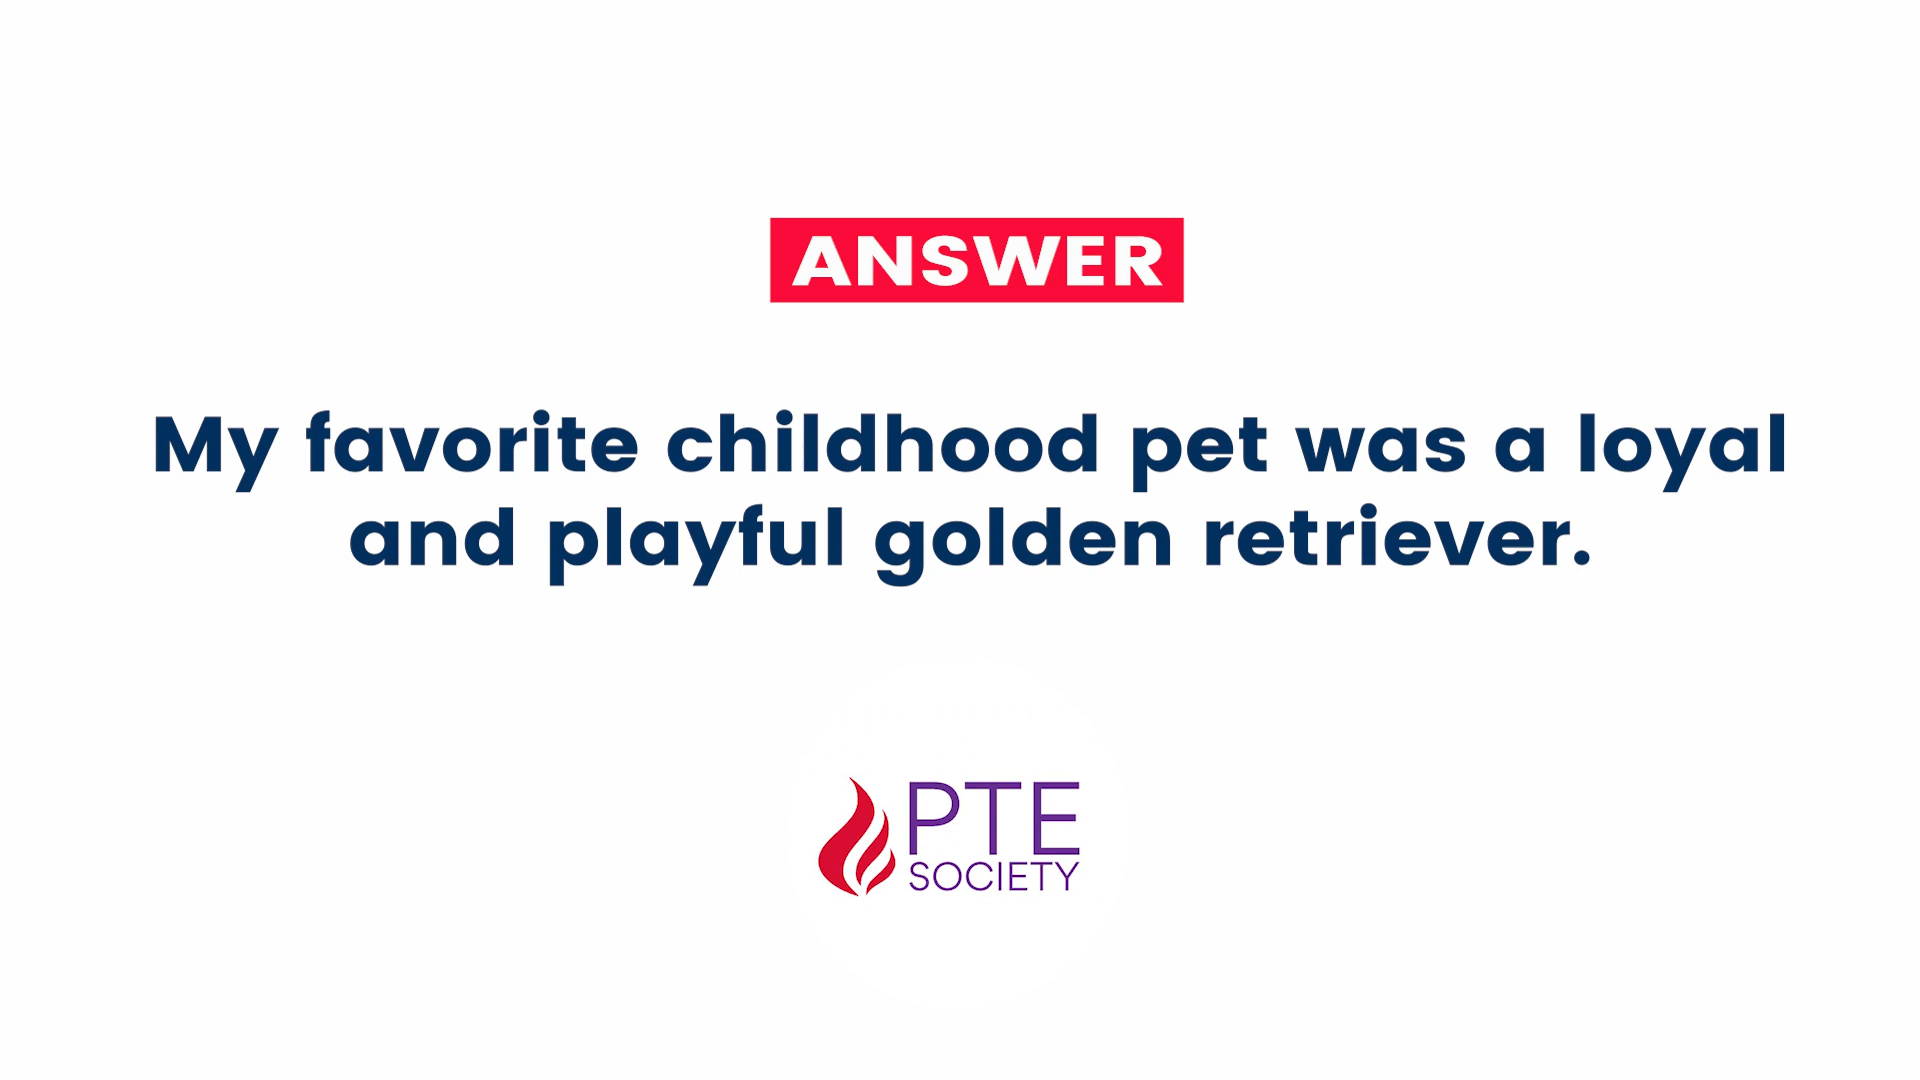 ANSWER
My favorite childhood pet was a loyal
and playful golden retriever.
PTE
SOCIETY